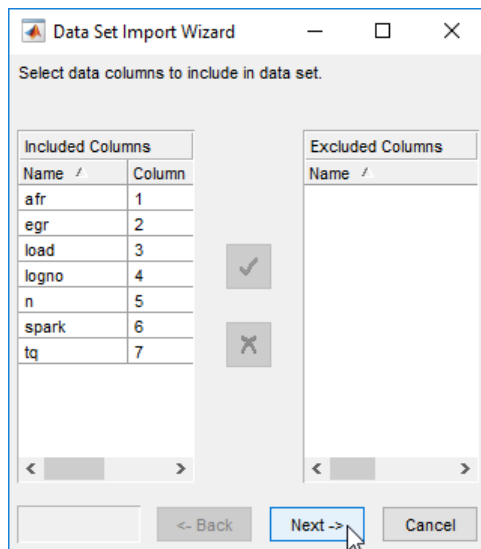 Data Set Import Wizard
Select data columns to include in data set.
Included Columns
Name Column
afr 1
egr 2
load 3
logno 4
n 5
spark 6
tq 7
Excluded Columns
Name
<- Back Next -> Cancel